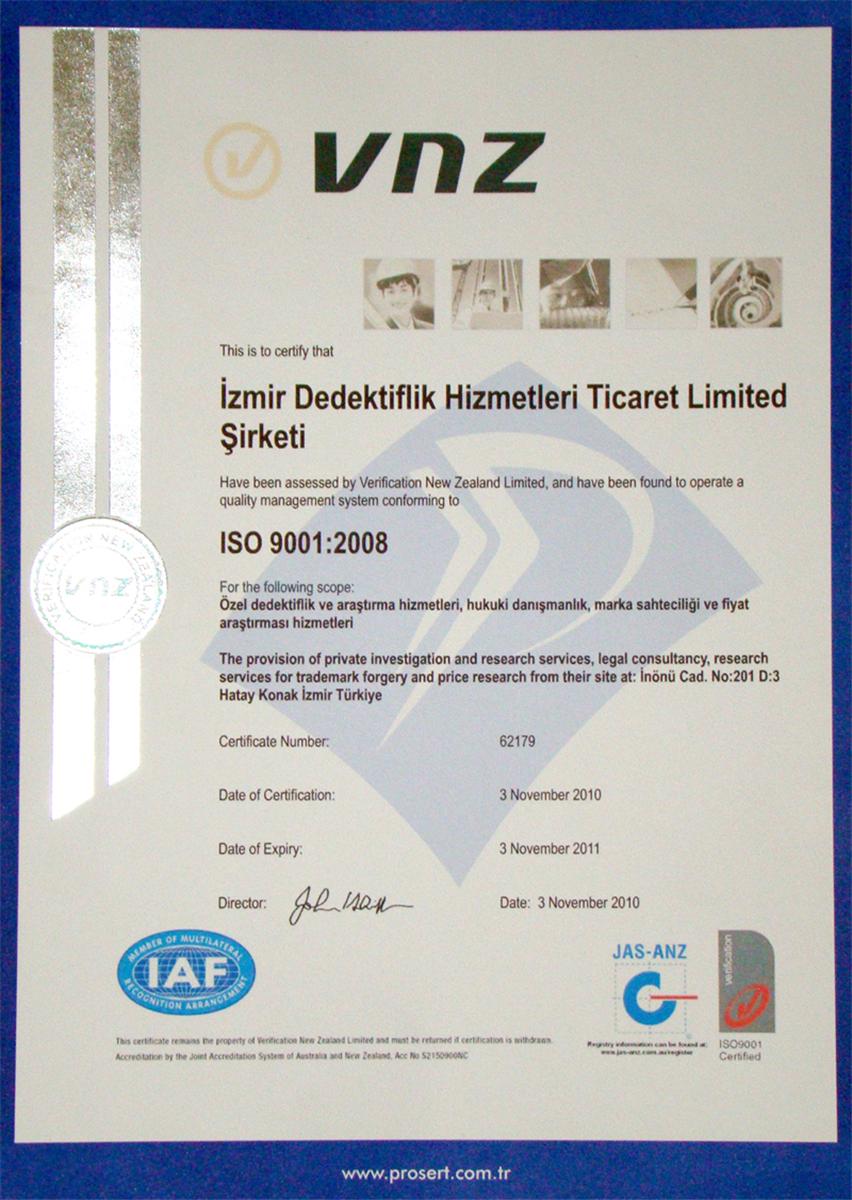 vnz
This is to certify that
İzmir Dedektiflik Hizmetleri Ticaret Limited
Şirketi
Have been assessed by Verification New Zealand Limited, and have been found to operate a
quality management system conforming to
ISO 9001:2008
VERIFICATION NEW ZEALAND
vnz
For the following scope:
Özel dedektiflik ve araştırma hizmetleri, hukuki danışmanlık, marka sahteciliği ve fiyat
araştırması hizmetleri
The provision of private investigation and research services, legal consultancy, research
services for trademark forgery and price research from their site at: İnönü Cad. No:201 D:3
Hatay Konak İzmir Türkiye
Certificate Number: 62179
Date of Certification: 3 November 2010
Date of Expiry: 3 November 2011
Director: Date: 3 November 2010
MEMBER OF MULTILATERAL
IAF
RECOGNITION ARRANGEMENT
JAS-ANZ
verification
Registry information can be found at:
www.jas-anz.com.au/register
ISO9001
Certified
This certificate remains the property of Verification New Zealand Limited and must be returned if certification is withdrawn.
Accreditation by the Joint Accreditation System of Australia and New Zealand, Acc No S2150906NC
www.prosert.com.tr